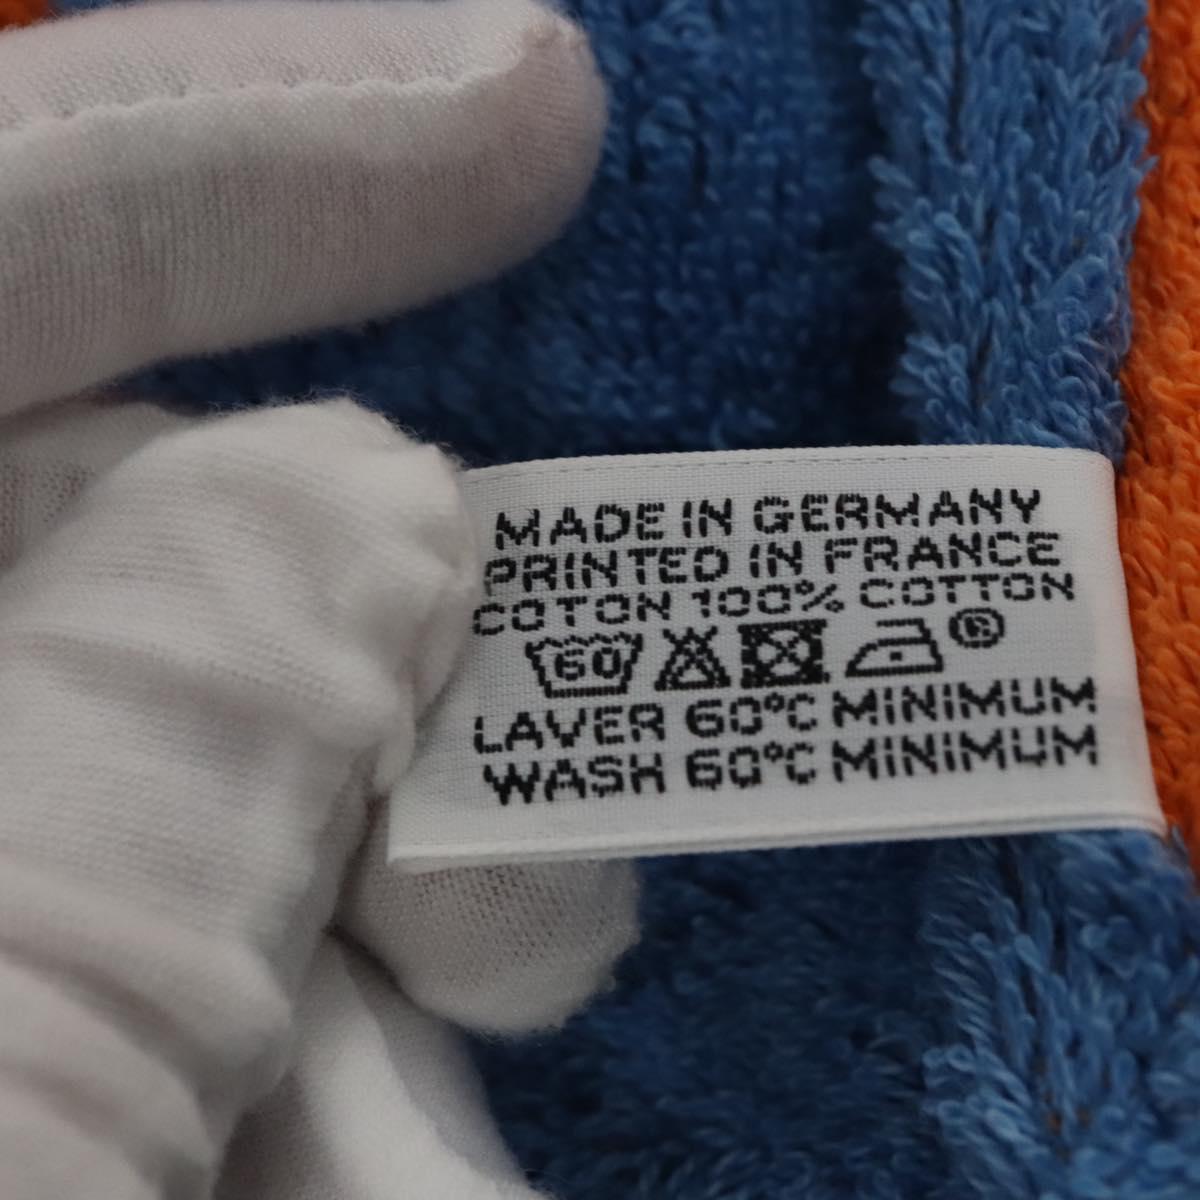 MADE IN GERMANY
PRINTED IN FRANCE
COTON 100% COTTON
60 ®
LAVER 60°C MINIMUM
WASH 60°C MINIMUM